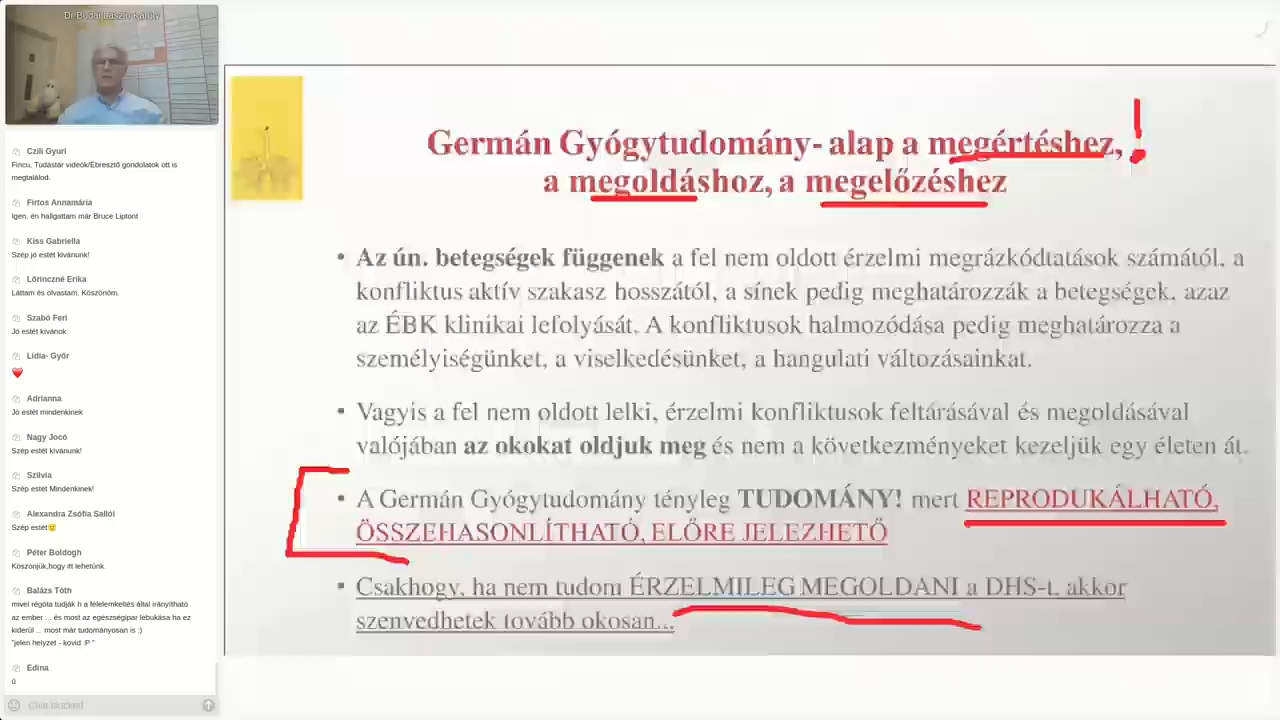 Dr Budai László Károly
Czili Gyuri
Fincu, Tudástár videók/Ébresztő gondolatok ott is
megtalálod.
Firtos Annamária
Igen, én hallgattam már Bruce Liptont
Kiss Gabriella
Szép jó estét kivánunk!
Lőrinczné Erika
Láttam és olvastam. Köszönöm.
Szabó Feri
Jó estét kivánok
Lídia- Győr
Adrianna
Jó estét mindenkinek
Nagy Jocó
Szép estét kivánunk!
Szilvia
Szép estét Mindenkinek!
Alexandra Zsófia Sallói
Szép estét
Péter Boldogh
Köszönjük,hogy itt lehetünk.
Balázs Tóth
mivel régóta tudják h a félelemkeltés által irányítható
az ember ... és most az egészségipar lebukása ha ez
kiderül ... most már tudományosan is :)
"jelen helyzet - kovid :P "
Edina
ú
Chat blocked
Germán Gyógytudomány- alap a megértéshez,
a megoldáshoz, a megelőzéshez
• Az ún. betegségek függenek a fel nem oldott érzelmi megrázkódtatások számától, a
konfliktus aktív szakasz hosszától, a sínek pedig meghatározzák a betegségek, azaz
az ÉBK klinikai lefolyását. A konfliktusok halmozódása pedig meghatározza a
személyiségünket, a viselkedésünket, a hangulati változásainkat.
• Vagyis a fel nem oldott lelki, érzelmi konfliktusok feltárásával és megoldásával
valójában az okokat oldjuk meg és nem a következményeket kezeljük egy életen át.
• A Germán Gyógytudomány tényleg TUDOMÁNY! mert REPRODUKÁLHATÓ,
ÖSSZEHASONLÍTHATÓ, ELŐRE JELEZHETŐ
• Csakhogy, ha nem tudom ÉRZELMILEG MEGOLDANI a DHS-t, akkor
szenvedhetek tovább okosan...